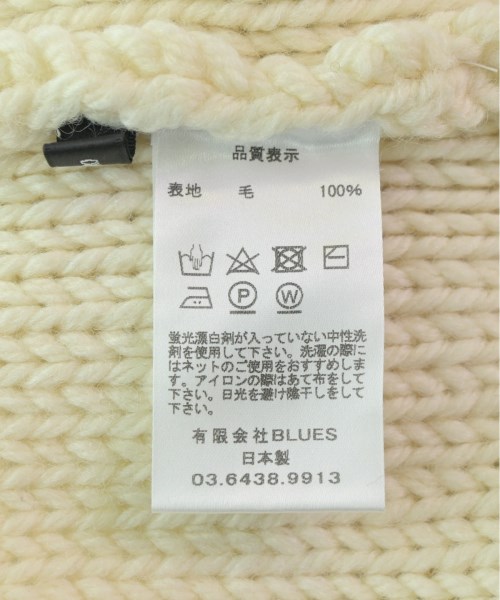 品質表示
表地 毛 100%
P W
蛍光漂白剤が入っていない中性洗
剤を使用して下さい。洗濯の際に
はネットのご使用をおすすめしま
す。アイロンの際はあて布をして
下さい。日光を避け陰干しをして
下さい。
有限会社BLUES
日本製
03.6438.9913